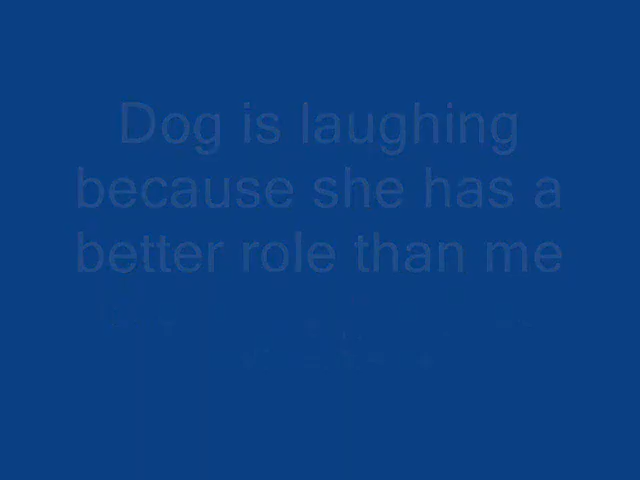 Dog is laughing
because she has a
better role than me